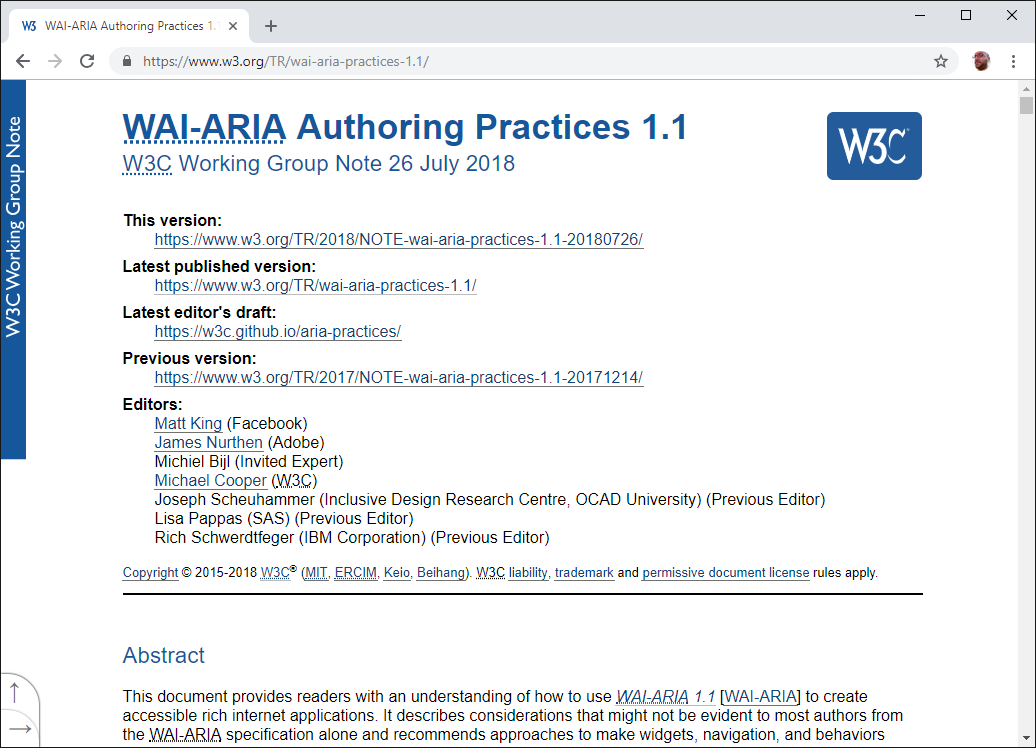 WAI-ARIA Authoring Practices 1.1
https://www.w3.org/TR/wai-aria-practices-1.1/
W3C Working Group Note
WAI-ARIA Authoring Practices 1.1
W3C Working Group Note 26 July 2018
W3C
This version:
https://www.w3.org/TR/2018/NOTE-wai-aria-practices-1.1-20180726/
Latest published version:
https://www.w3.org/TR/wai-aria-practices-1.1/
Latest editor's draft:
https://w3c.github.io/aria-practices/
Previous version:
https://www.w3.org/TR/2017/NOTE-wai-aria-practices-1.1-20171214/
Editors:
Matt King (Facebook)
James Nurthen (Adobe)
Michiel Bijl (Invited Expert)
Michael Cooper (W3C)
Joseph Scheuhammer (Inclusive Design Research Centre, OCAD University) (Previous Editor)
Lisa Pappas (SAS) (Previous Editor)
Rich Schwerdtfeger (IBM Corporation) (Previous Editor)
Copyright © 2015-2018 W3C® (MIT, ERCIM, Keio, Beihang). W3C liability, trademark and permissive document license rules apply.
Abstract
This document provides readers with an understanding of how to use WAI-ARIA 1.1 [WAI-ARIA] to create
accessible rich internet applications. It describes considerations that might not be evident to most authors from
the WAI-ARIA specification alone and recommends approaches to make widgets, navigation, and behaviors